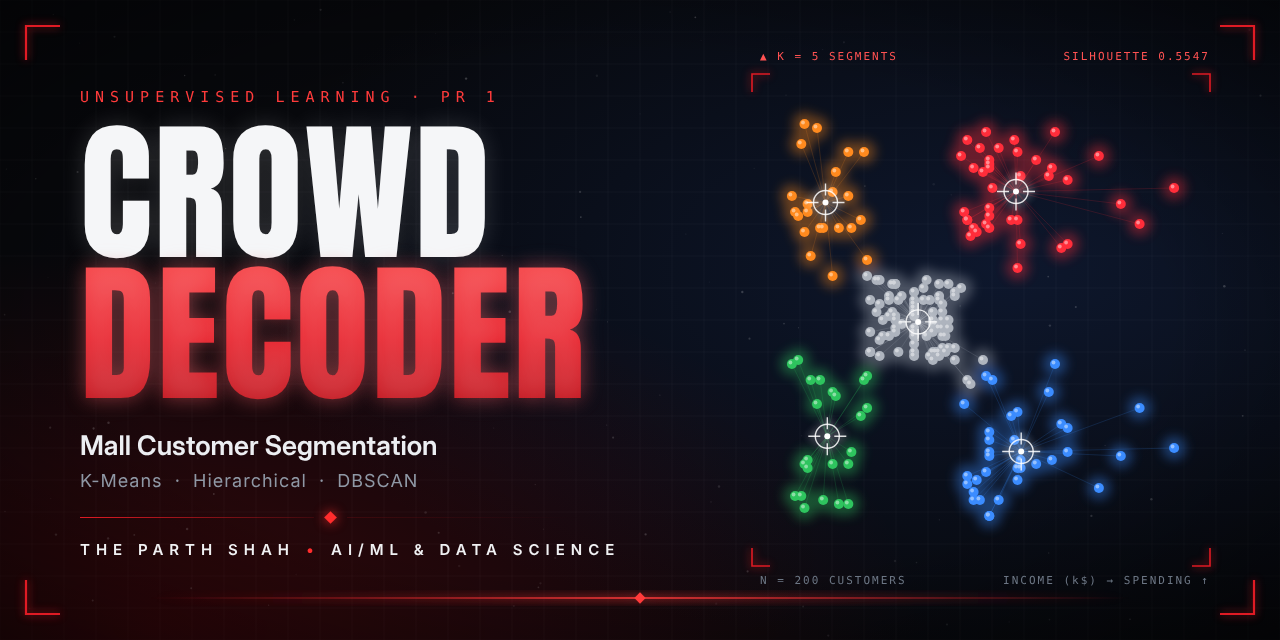 UNSUPERVISED LEARNING · PR 1
CROWD
DECODER
Mall Customer Segmentation
K-Means · Hierarchical · DBSCAN
THE PARTH SHAH • AI/ML & DATA SCIENCE
▲ K = 5 SEGMENTS
SILHOUETTE 0.5547
N = 200 CUSTOMERS
INCOME (k$) → SPENDING ↑